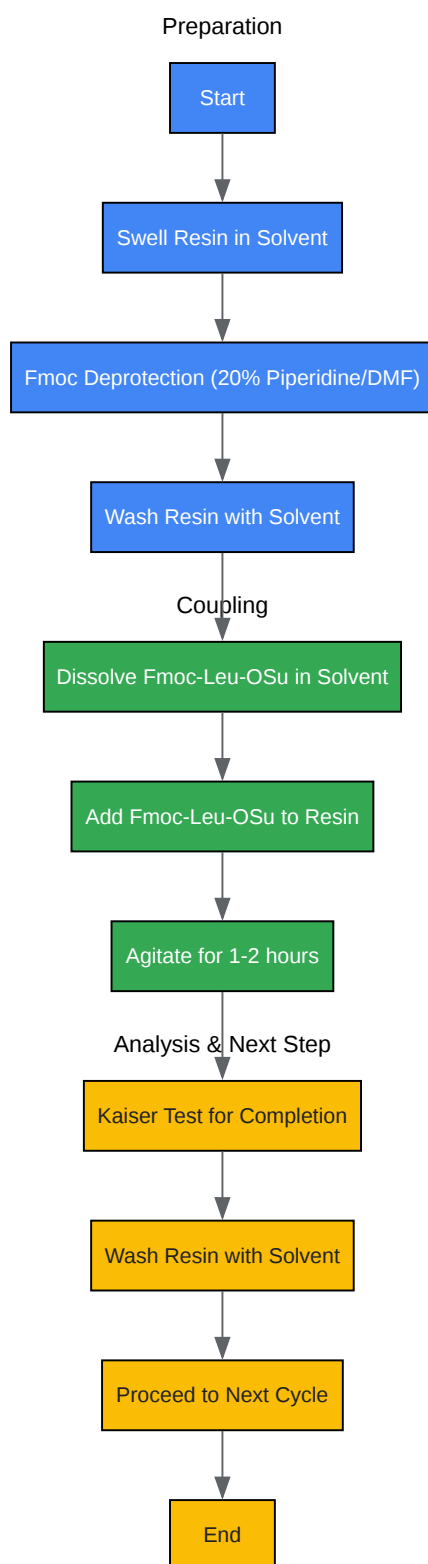 Preparation
Start
Swell Resin in Solvent
Fmoc Deprotection (20% Piperidine/DMF)
Wash Resin with Solvent
Coupling
Dissolve Fmoc-Leu-OSu in Solvent
Add Fmoc-Leu-OSu to Resin
Agitate for 1-2 hours
Analysis & Next Step
Kaiser Test for Completion
Wash Resin with Solvent
Proceed to Next Cycle
End